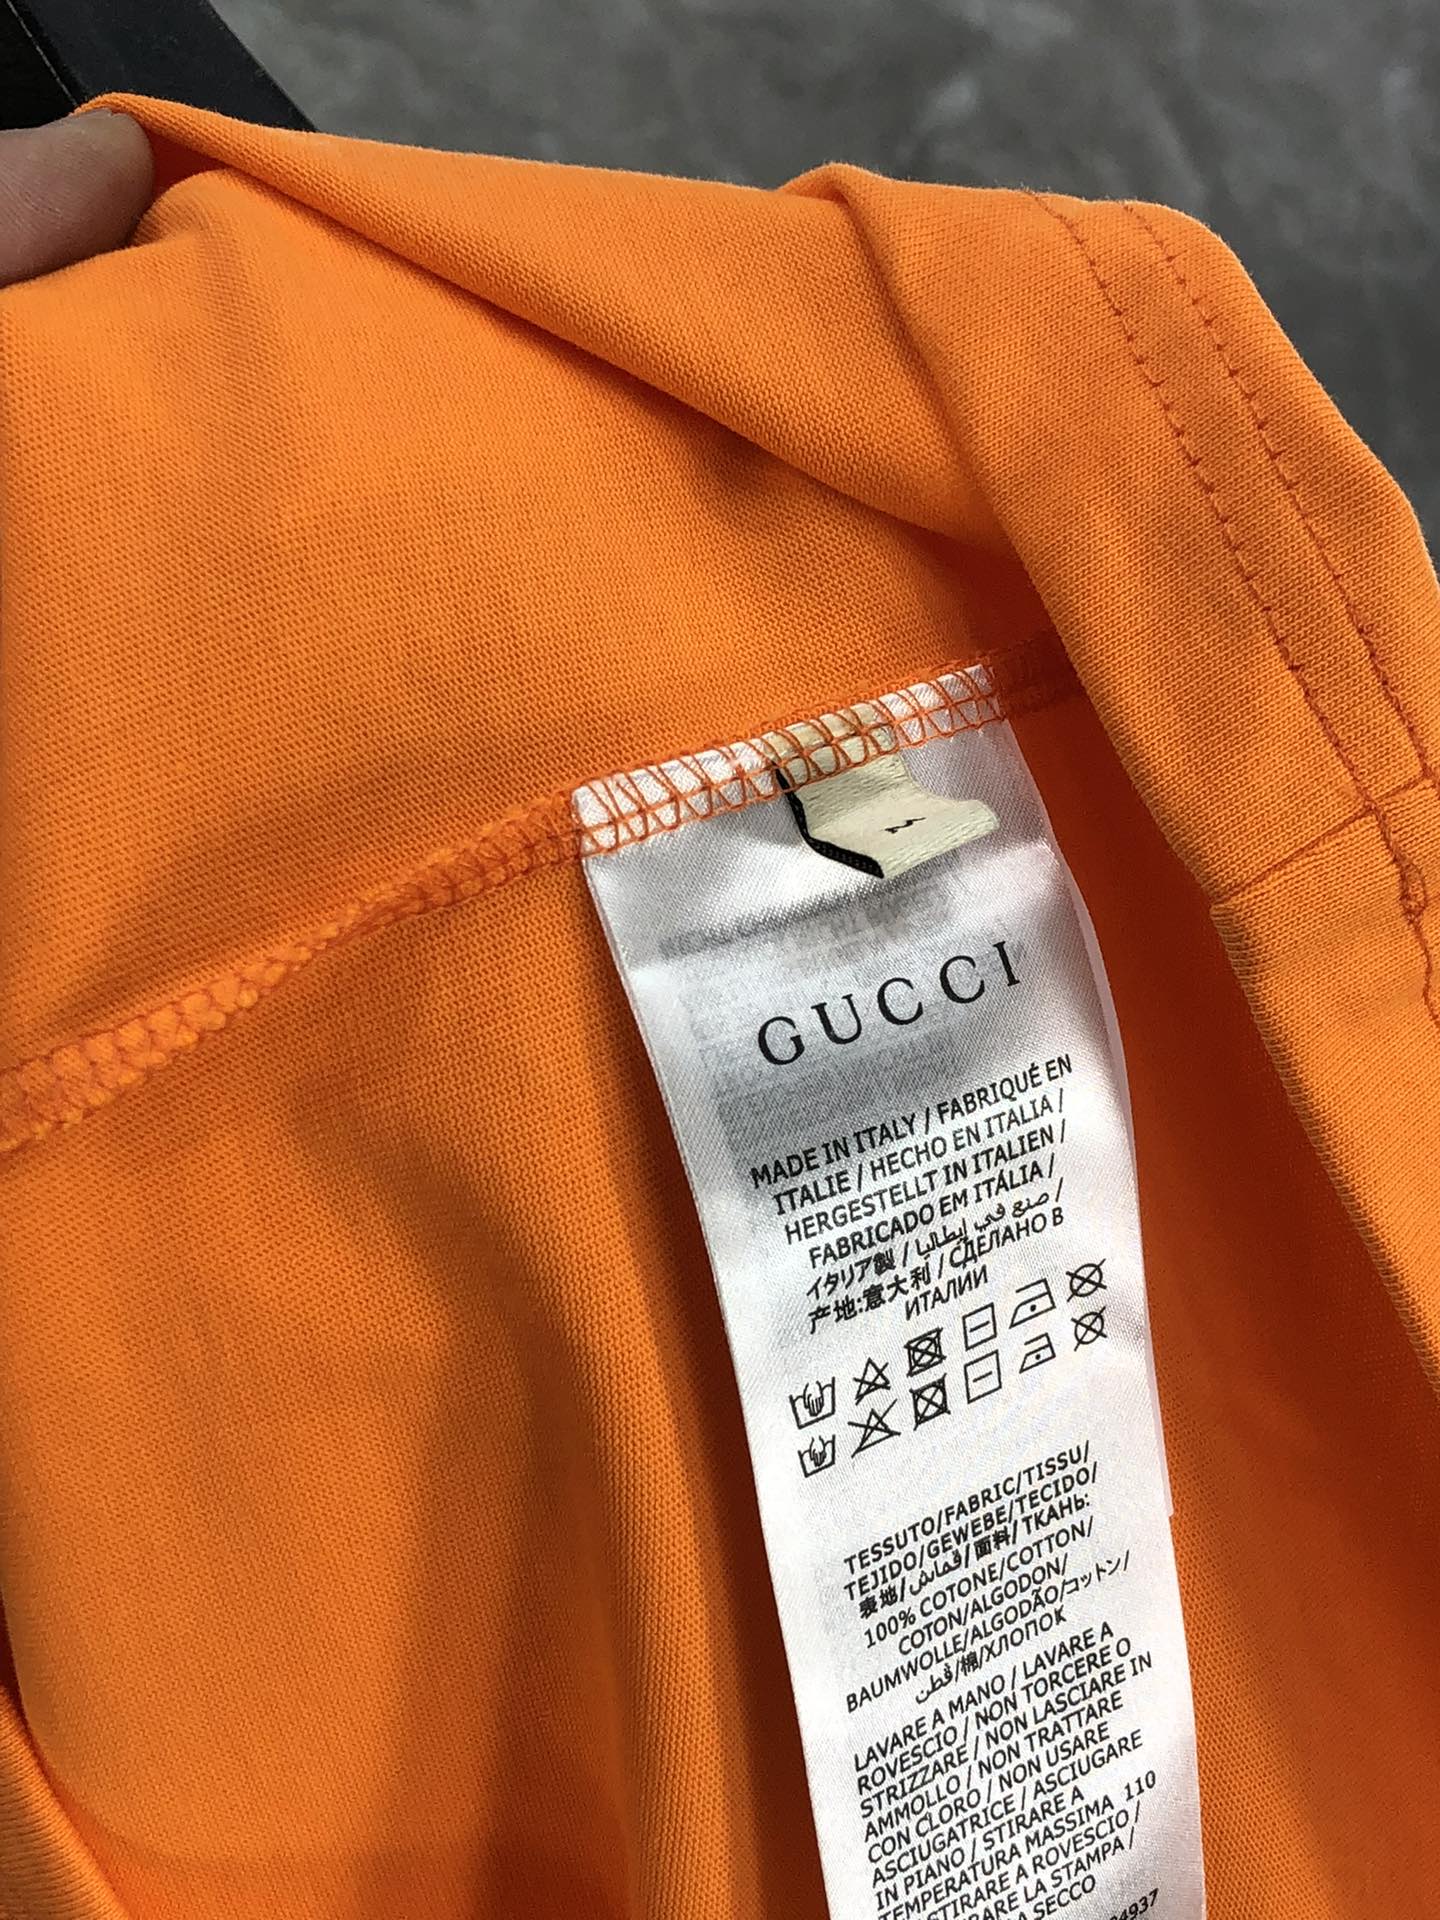 M
GUCCI
MADE IN ITALY / FABRIQUÉ EN
ITALIE / HECHO EN ITALIA /
HERGESTELLT IN ITALIEN /
FABRICADO EM ITÁLIA /
イタリア製 / صنع في إيطاليا /
产地:意大利 / СДЕЛАНО В
ИТАЛИИ
TESSUTO/FABRIC/TISSU/
TEJIDO/GEWEBE/TECIDO/
表地/قماش/面料/ТКАНЬ:
100% COTONE/COTTON/
COTON/ALGODON/
BAUMWOLLE/ALGODÃO/コットン/
قطن/棉/ХЛОПОК
LAVARE A MANO / LAVARE A
ROVESCIO / NON TORCERE O
STRIZZARE / NON LASCIARE IN
AMMOLLO / NON TRATTARE
CON CLORO / NON USARE
ASCIUGATRICE / ASCIUGARE
IN PIANO / STIRARE A
TEMPERATURA MASSIMA 110
STIRARE A ROVESCIO /
LA STAMPA /
A SECCO
4937